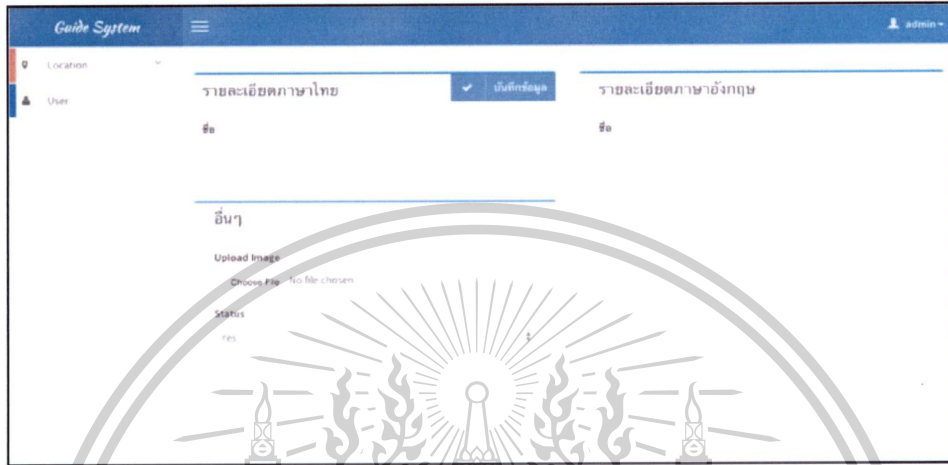 Guide System
admin
Location
User
รายละเอียดภาษาไทย
บันทึกข้อมูล
ชื่อ
รายละเอียดภาษาอังกฤษ
ชื่อ
อื่นๆ
Upload Image
Choose File No file chosen
Status
Yes